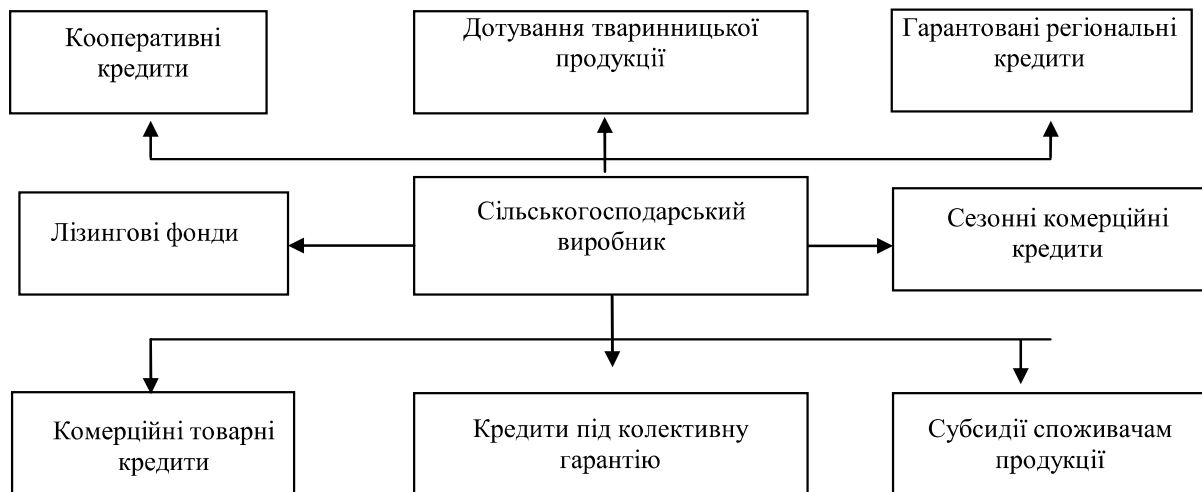 Кооперативні
кредити
Дотування тваринницької
продукції
Гарантовані регіональні
кредити
Лізингові фонди
Сільськогосподарський
виробник
Сезонні комерційні
кредити
Комерційні товарні
кредити
Кредити під колективну
гарантію
Субсидії споживачам
продукції